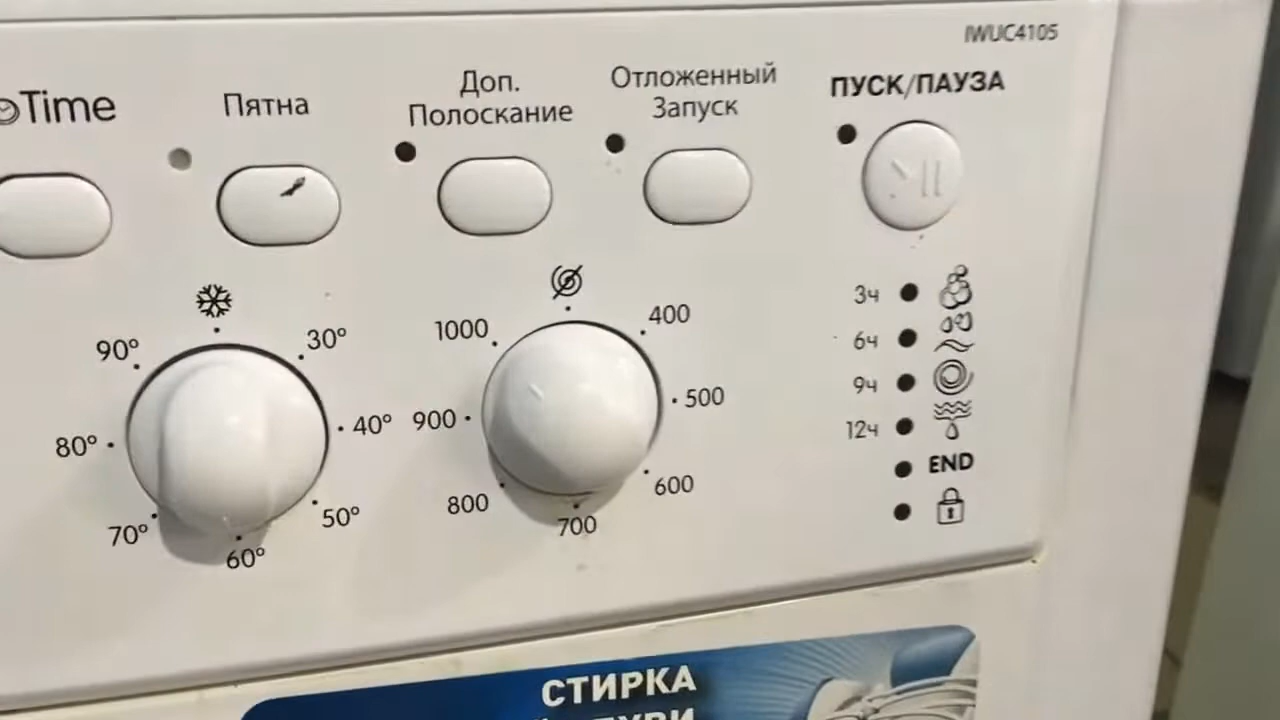 IWUC4105
Time
Пятна
Доп.
Полоскание
Отложенный
Запуск
ПУСК/ПАУЗА
90°
30°
80°
40°
70°
50°
60°
1000
400
900
500
800
600
700
3ч
6ч
9ч
12ч
END
СТИРКА